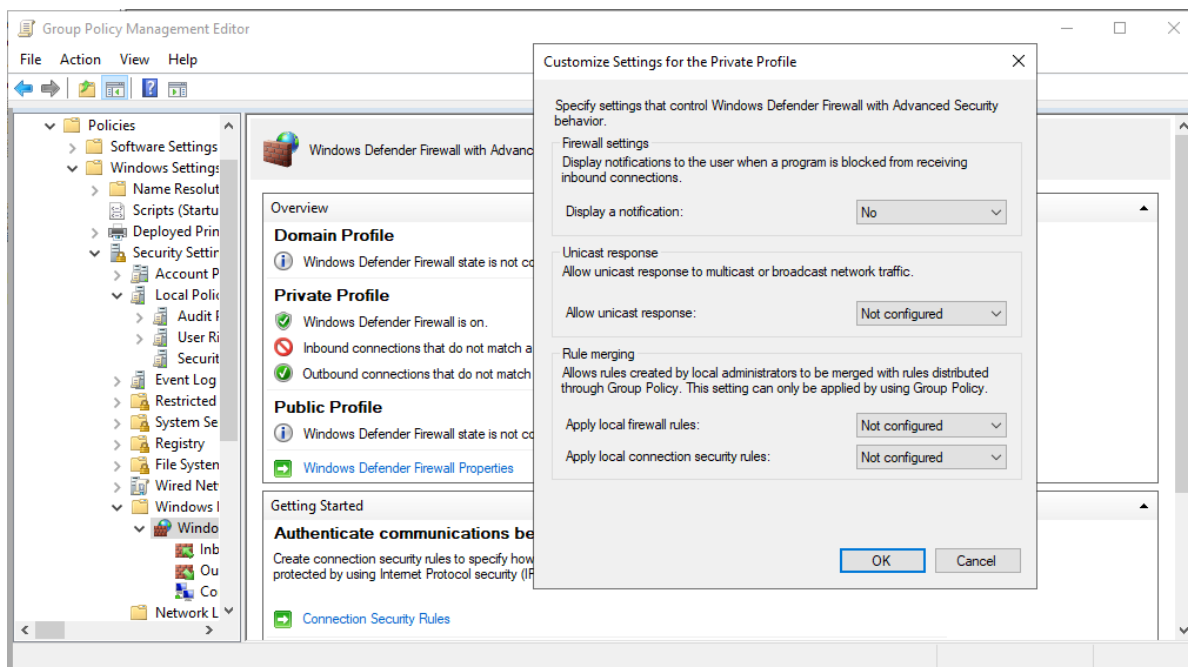 Group Policy Management Editor
File Action View Help
Policies
Software Settings
Windows Settings
Name Resolut
Scripts (Startu
Deployed Prin
Security Settin
Account P
Local Polic
Audit P
User Ri
Securit
Event Log
Restricted
System Se
Registry
File System
Wired Net
Windows I
Windo
Inb
Ou
Co
Network L
Windows Defender Firewall with Advanc
Overview
Domain Profile
Windows Defender Firewall state is not co
Private Profile
Windows Defender Firewall is on.
Inbound connections that do not match a
Outbound connections that do not match
Public Profile
Windows Defender Firewall state is not co
Windows Defender Firewall Properties
Getting Started
Authenticate communications be
Create connection security rules to specify how
protected by using Internet Protocol security (IP
Connection Security Rules
Customize Settings for the Private Profile
Specify settings that control Windows Defender Firewall with Advanced Security
behavior.
Firewall settings
Display notifications to the user when a program is blocked from receiving
inbound connections.
Display a notification: No
Unicast response
Allow unicast response to multicast or broadcast network traffic.
Allow unicast response: Not configured
Rule merging
Allows rules created by local administrators to be merged with rules distributed
through Group Policy. This setting can only be applied by using Group Policy.
Apply local firewall rules: Not configured
Apply local connection security rules: Not configured
OK Cancel